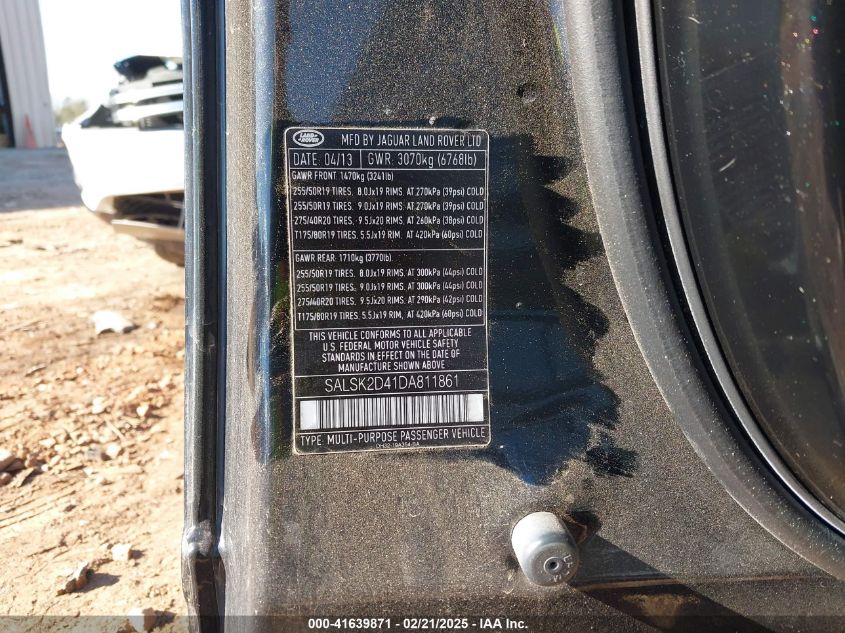 LAND ROVER
MFD BY JAGUAR LAND ROVER LTD
DATE: 04/13 GWR: 3070kg (6768lb)
GAWR FRONT: 1470kg (3241lb)
255/50R19 TIRES, 8.0Jx19 RIMS, AT 270kPa (39psi) COLD
255/50R19 TIRES, 9.0Jx19 RIMS, AT 270kPa (39psi) COLD
275/40R20 TIRES, 9.5Jx20 RIMS, AT 260kPa (38psi) COLD
T175/80R19 TIRES, 5.5Jx19 RIM, AT 420kPa (60psi) COLD
GAWR REAR: 1710kg (3770lb)
255/50R19 TIRES, 8.0Jx19 RIMS, AT 300kPa (44psi) COLD
255/50R19 TIRES, 9.0Jx19 RIMS, AT 300kPa (44psi) COLD
275/40R20 TIRES, 9.5Jx20 RIMS, AT 290kPa (42psi) COLD
T175/80R19 TIRES, 5.5Jx19 RIM, AT 420kPa (60psi) COLD
THIS VEHICLE CONFORMS TO ALL APPLICABLE
U.S. FEDERAL MOTOR VEHICLE SAFETY
STANDARDS IN EFFECT ON THE DATE OF
MANUFACTURE SHOWN ABOVE
SALSK2D41DA811861
TYPE: MULTI-PURPOSE PASSENGER VEHICLE
000-41639871 - 02/21/2025 - IAA Inc.